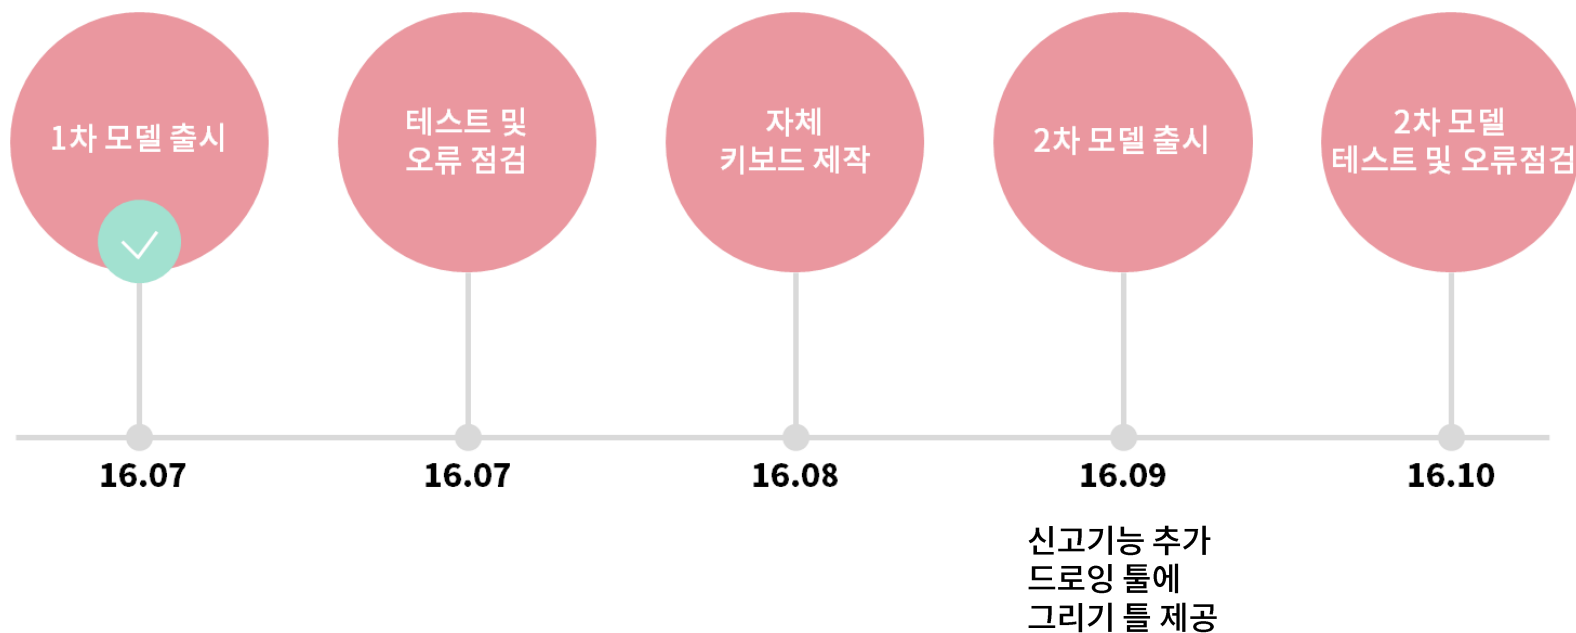 1차 모델 출시
테스트 및
오류 점검
자체
키보드 제작
2차 모델 출시
2차 모델
테스트 및 오류점검
16.07
16.07
16.08
16.09
16.10
신고기능 추가
드로잉 툴에
그리기 틀 제공